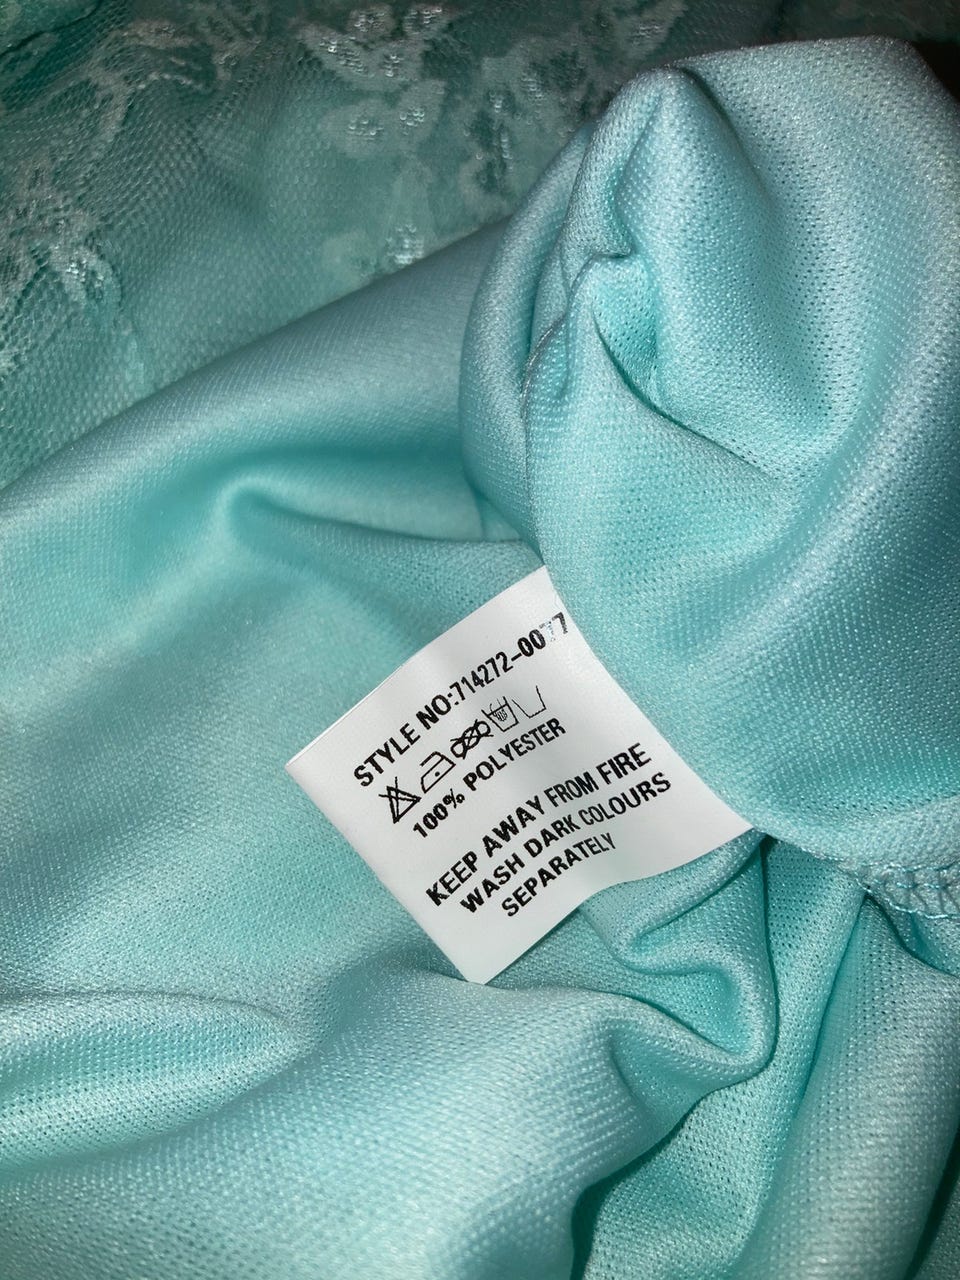 STYLE NO:714272-0077
100% POLYESTER
KEEP AWAY FROM FIRE
WASH DARK COLOURS
SEPARATELY